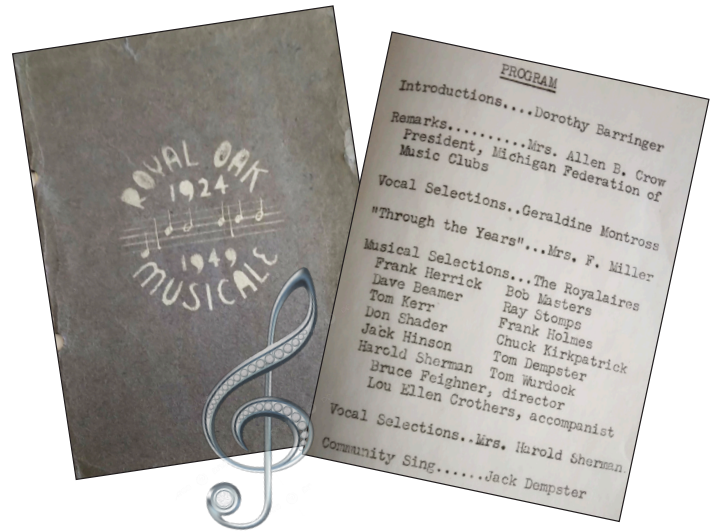 ROYAL OAK
1924
1949
MUSICALE
PROGRAM
Introductions....Dorothy Barringer
Remarks..........Mrs. Allen B. Crow
President, Michigan Federation of
Music Clubs
Vocal Selections..Geraldine Montross
"Through the Years"...Mrs. F. Miller
Musical Selections...The Royalaires
Frank Herrick Bob Masters
Dave Beamer Ray Stomps
Tom Kerr Frank Holmes
Don Shader Chuck Kirkpatrick
Jack Hinson Tom Dempster
Harold Sherman Tom Wurdock
Bruce Feighner, director
Lou Ellen Crothers, accompanist
Vocal Selections..Mrs. Harold Sherman
Community Sing......Jack Dempster